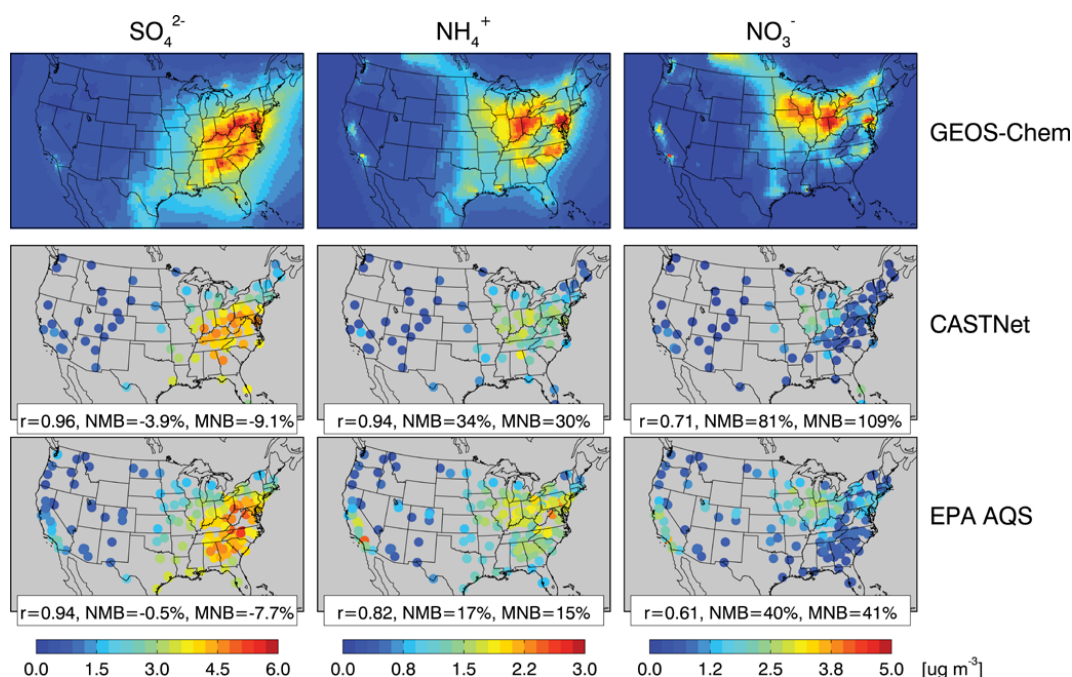 SO₄²⁻ NH₄⁺ NO₃⁻
GEOS-Chem
CASTNet
r=0.96, NMB=-3.9%, MNB=-9.1% r=0.94, NMB=34%, MNB=30% r=0.71, NMB=81%, MNB=109%
EPA AQS
r=0.94, NMB=-0.5%, MNB=-7.7% r=0.82, NMB=17%, MNB=15% r=0.61, NMB=40%, MNB=41%
0.0 1.5 3.0 4.5 6.0 0.0 0.8 1.5 2.3 3.0 0.0 1.2 2.5 3.8 5.0 [ug m⁻³]